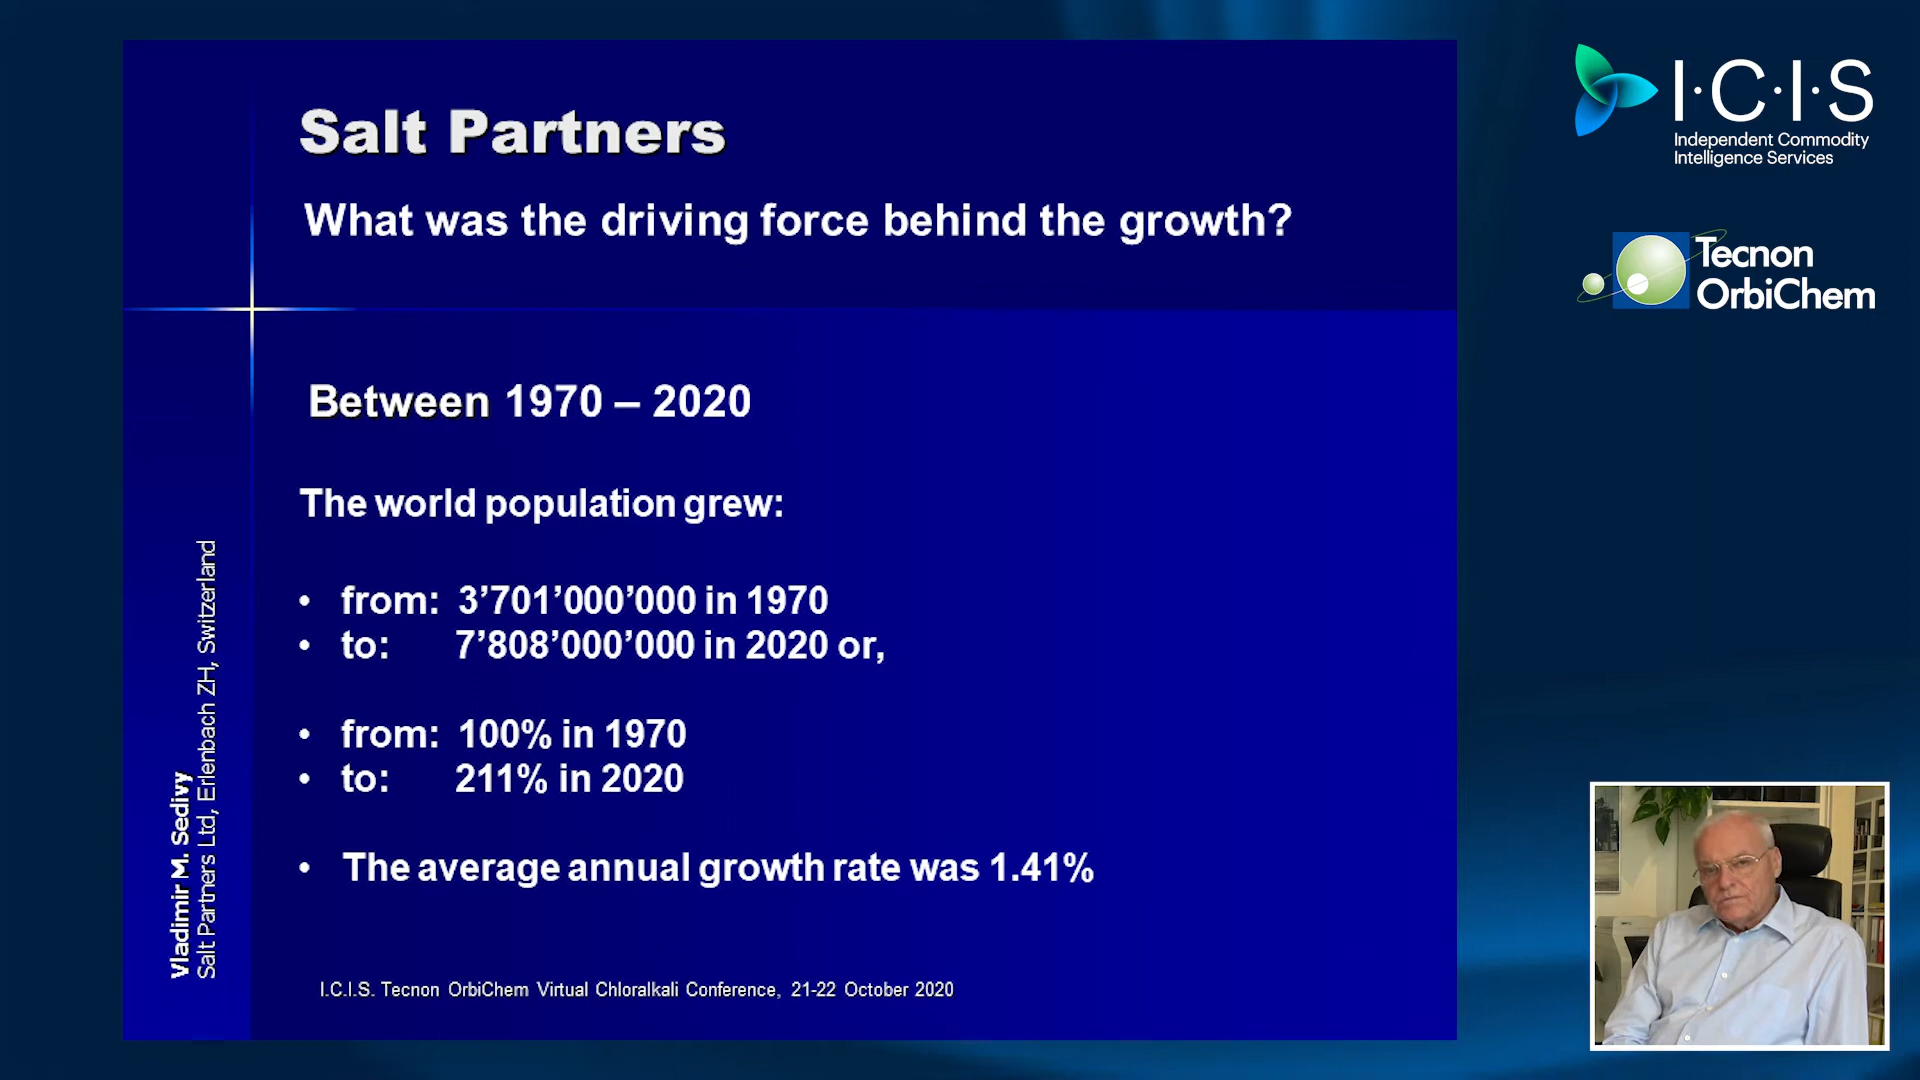 Salt Partners
What was the driving force behind the growth?
Between 1970 – 2020
The world population grew:
• from: 3’701’000’000 in 1970
• to: 7’808’000’000 in 2020 or,
• from: 100% in 1970
• to: 211% in 2020
• The average annual growth rate was 1.41%
I.C.I.S. Tecnon OrbiChem Virtual Chloralkali Conference, 21-22 October 2020
Vladimir M. Sedivy
Salt Partners Ltd, Erlenbach ZH, Switzerland
I·C·I·S
Independent Commodity
Intelligence Services
Tecnon
OrbiChem